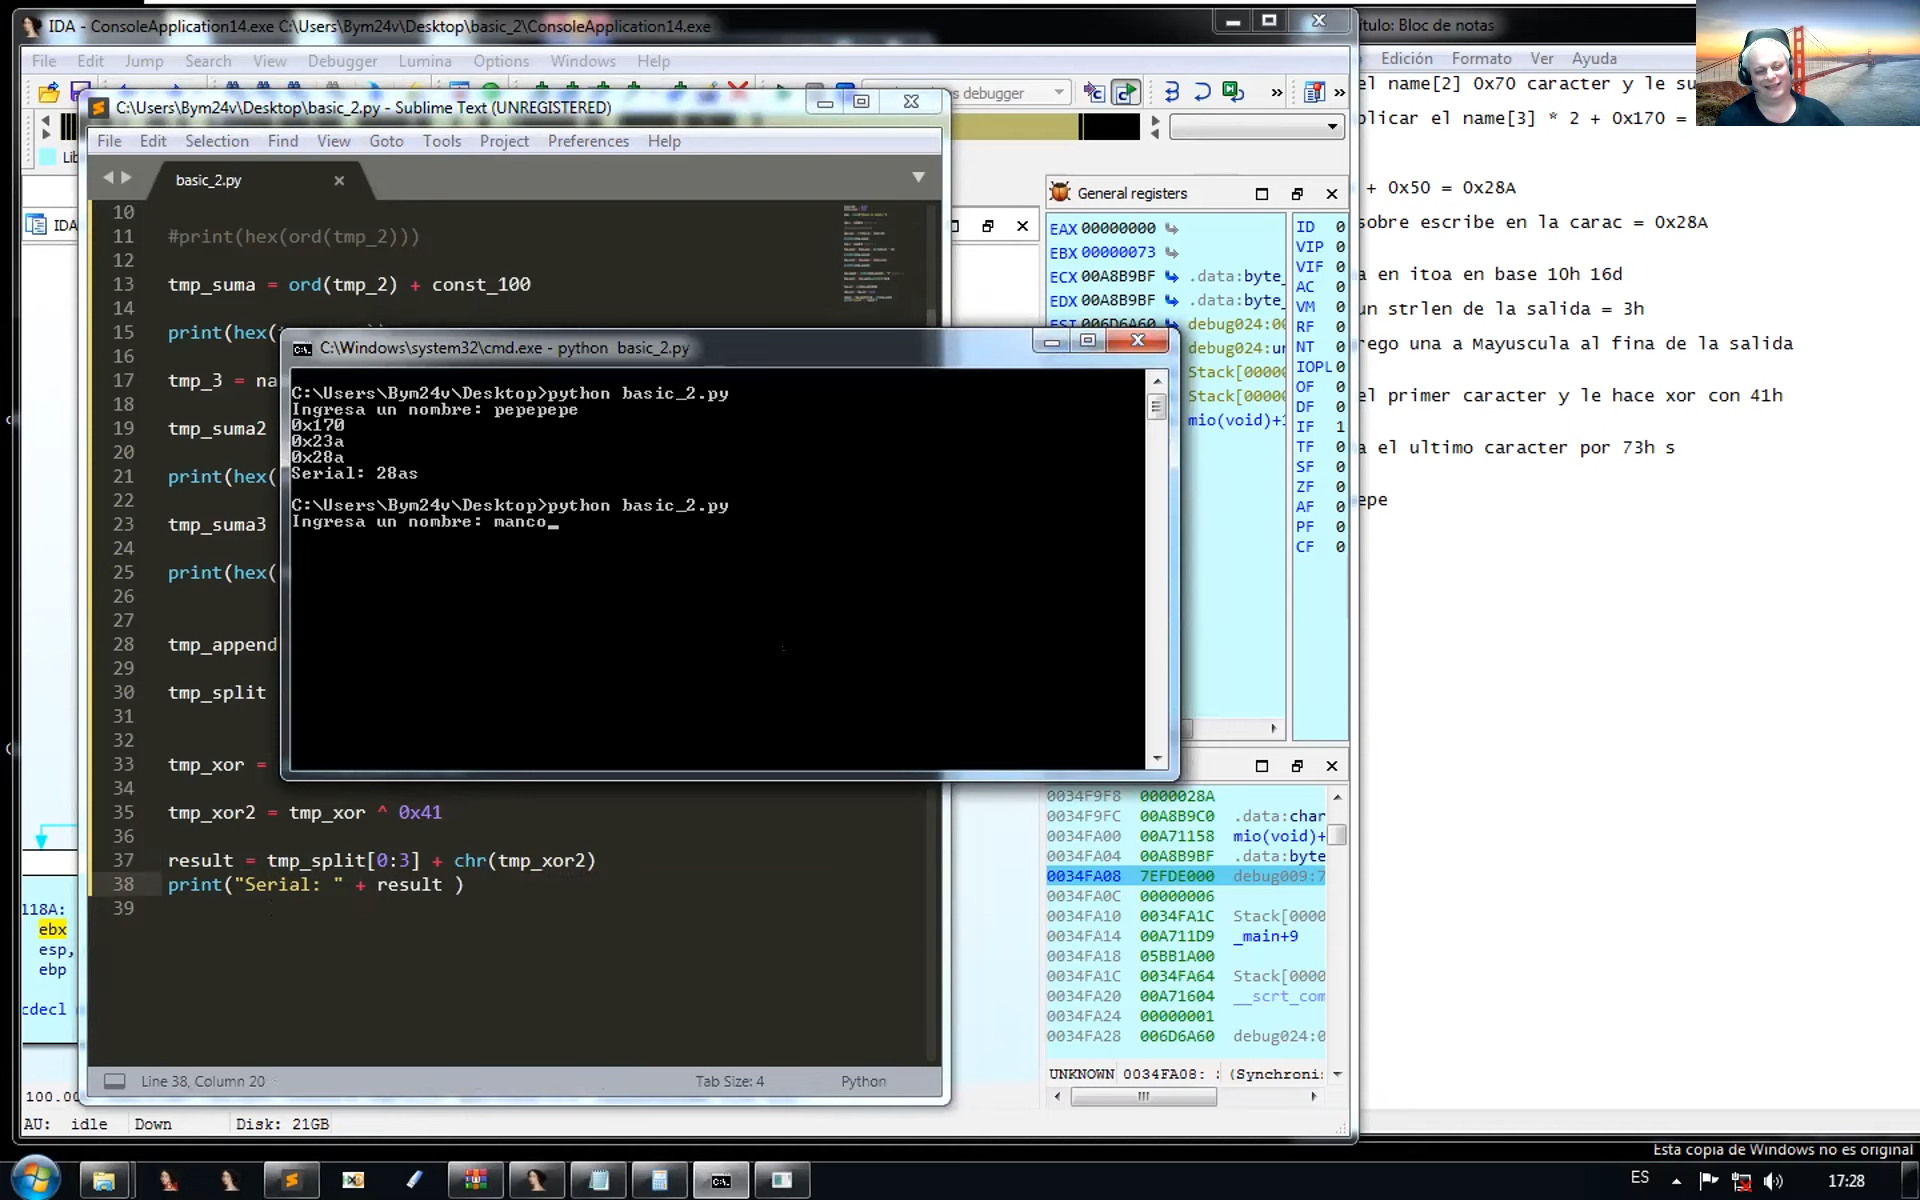 IDA - ConsoleApplication14.exe C:\Users\Bym24v\Desktop\basic_2\ConsoleApplication14.exe
File Edit Jump Search View Debugger Lumina Options Windows Help
debugger
C:\Users\Bym24v\Desktop\basic_2.py - Sublime Text (UNREGISTERED)
File Edit Selection Find View Goto Tools Project Preferences Help
basic_2.py
10
11 #print(hex(ord(tmp_2)))
12
13 tmp_suma = ord(tmp_2) + const_100
14
15 print(hex(
16
17 tmp_3 = na
18
19 tmp_suma2
20
21 print(hex(
22
23 tmp_suma3
24
25 print(hex(
26
27
28 tmp_append
29
30 tmp_split
31
32
33 tmp_xor =
34
35 tmp_xor2 = tmp_xor ^ 0x41
36
37 result = tmp_split[0:3] + chr(tmp_xor2)
38 print("Serial: " + result )
39
Line 38, Column 20 Tab Size: 4 Python
C:\Windows\system32\cmd.exe - python basic_2.py
C:\Users\Bym24v\Desktop>python basic_2.py
Ingresa un nombre: pepepepe
0x170
0x23a
0x28a
Serial: 28as
C:\Users\Bym24v\Desktop>python basic_2.py
Ingresa un nombre: manco_
Lib
IDA
118A:
ebx
esp,
ebp
cdecl
100.00
AU: idle Down Disk: 21GB
General registers
EAX 00000000
EBX 00000073
ECX 00A8B9BF .data:byte_
EDX 00A8B9BF .data:byte_
ESI 006D6A60 debug024:00
debug048:un
Stack[0000
Stack[0000
mio(void)+1
ID 0
VIP 0
VIF 0
AC 0
VM 0
RF 0
NT 0
IOPL 0
OF 0
DF 0
IF 1
TF 0
SF 0
ZF 0
AF 0
PF 0
CF 0
0034F9F8 0000028A
0034F9FC 00A8B9C0 .data:char
0034FA00 00A71158 mio(void)+
0034FA04 00A8B9BF .data:byte
0034FA08 7EFDE000 debug009:7
0034FA0C 00000006
0034FA10 0034FA1C Stack[0000
0034FA14 00A711D9 _main+9
0034FA18 05BB1A00
0034FA1C 0034FA64 Stack[0000
0034FA20 00A71604 __scrt_com
0034FA24 00000001
0034FA28 006D6A60 debug024:0
UNKNOWN 0034FA08: (Synchroni
ítulo: Bloc de notas
Edición Formato Ver Ayuda
el name[2] 0x70 caracter y le su
plicar el name[3] * 2 + 0x170 =
+ 0x50 = 0x28A
sobre escribe en la carac = 0x28A
a en itoa en base 10h 16d
un strlen de la salida = 3h
rego una a Mayuscula al fina de la salida
el primer caracter y le hace xor con 41h
a el ultimo caracter por 73h s
epe
Esta copia de Windows no es original
ES 17:28